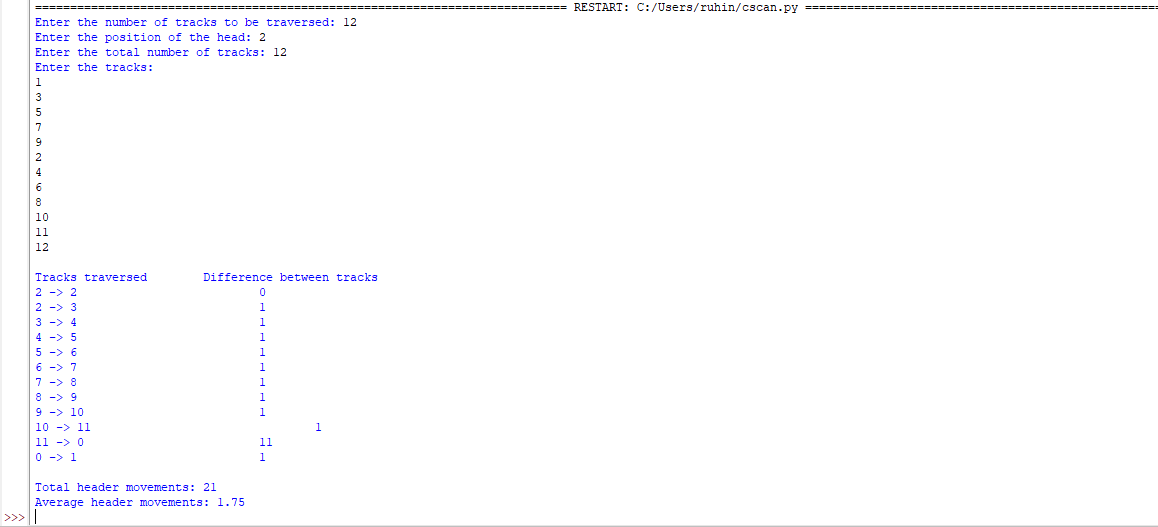 ================================================================================ RESTART: C:/Users/ruhin/cscan.py ==================================================
Enter the number of tracks to be traversed: 12
Enter the position of the head: 2
Enter the total number of tracks: 12
Enter the tracks:
1
3
5
7
9
2
4
6
8
10
11
12
Tracks traversed        Difference between tracks
2 -> 2                          0
2 -> 3                          1
3 -> 4                          1
4 -> 5                          1
5 -> 6                          1
6 -> 7                          1
7 -> 8                          1
8 -> 9                          1
9 -> 10                         1
10 -> 11                                1
11 -> 0                         11
0 -> 1                          1
Total header movements: 21
Average header movements: 1.75
>>>